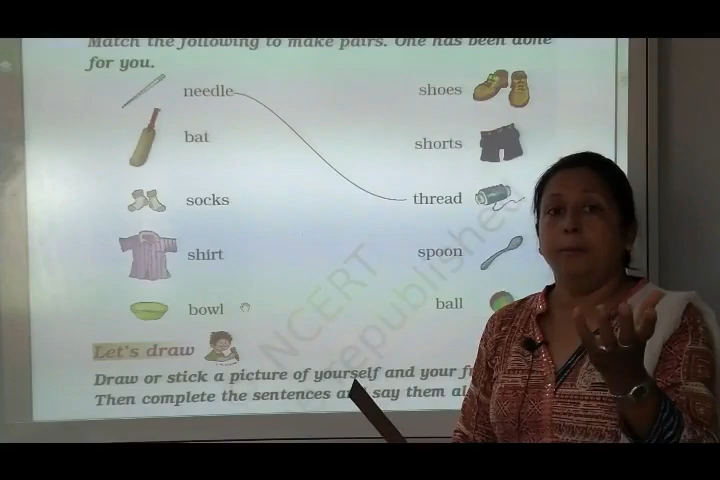 Match the following to make pairs. One has been done
for you.
needle shoes
bat shorts
socks thread
shirt spoon
bowl ball
Let's draw
Draw or stick a picture of yourself and your
Then complete the sentences and say them
NCERT
republished